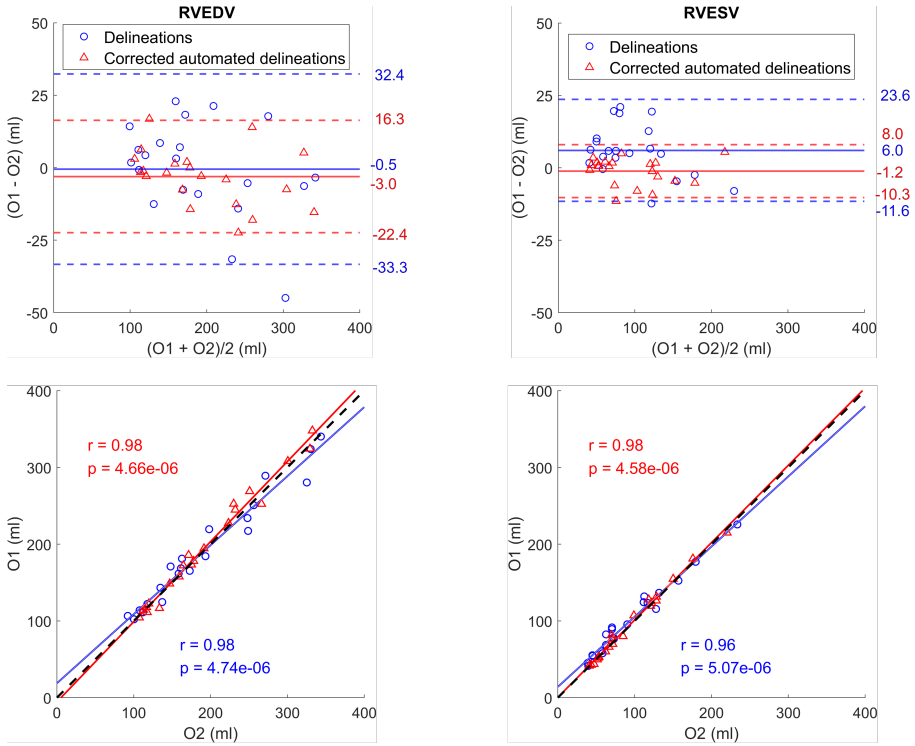 RVEDV
50
25
0
-25
-50
(O1 - O2) (ml)
Delineations
Corrected automated delineations
32.4
16.3
-0.5
-3.0
-22.4
-33.3
0 100 200 300 400
(O1 + O2)/2 (ml)
RVESV
50
25
0
-25
-50
(O1 - O2) (ml)
Delineations
Corrected automated delineations
23.6
8.0
6.0
-1.2
-10.3
-11.6
0 100 200 300 400
(O1 + O2)/2 (ml)
400
300
200
100
0
O1 (ml)
r = 0.98
p = 4.66e-06
r = 0.98
p = 4.74e-06
0 100 200 300 400
O2 (ml)
400
300
200
100
0
O1 (ml)
r = 0.98
p = 4.58e-06
r = 0.96
p = 5.07e-06
0 100 200 300 400
O2 (ml)